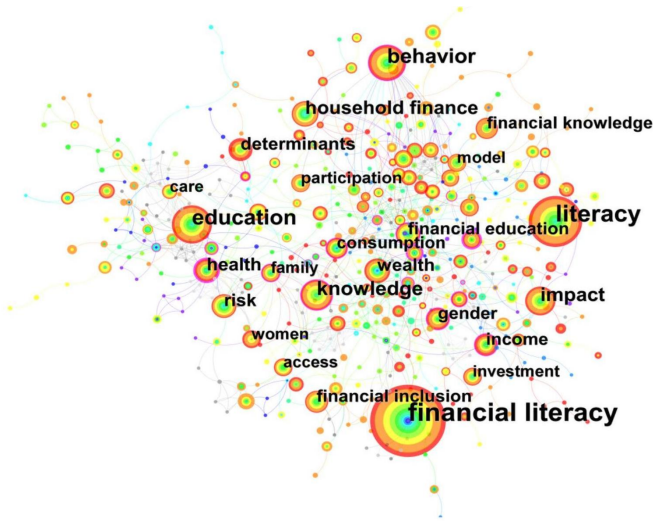 behavior
household finance
financial knowledge
determinants
model
care
participation
education
literacy
financial education
consumption
health
family
wealth
knowledge
impact
risk
gender
women
income
access
investment
financial inclusion
financial literacy